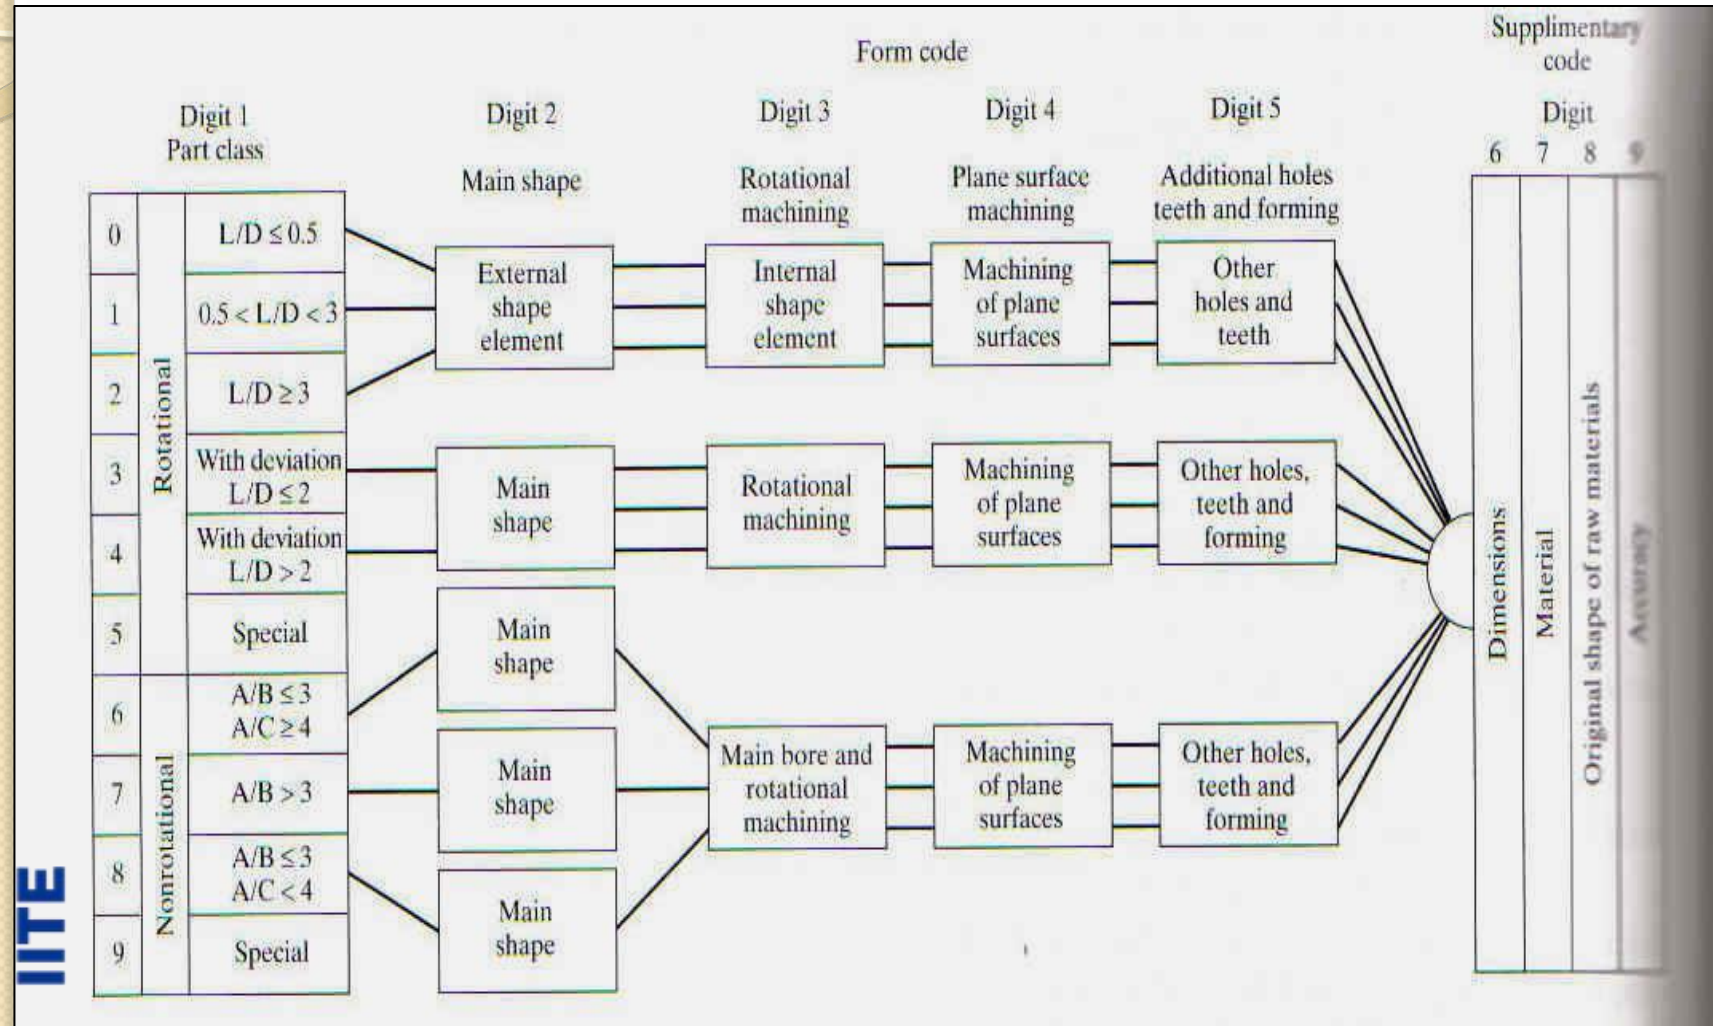 Form code
Supplimentary
code
Digit 1
Part class
Digit 2
Main shape
Digit 3
Rotational
machining
Digit 4
Plane surface
machining
Digit 5
Additional holes
teeth and forming
Digit
6 7 8 9
Rotational
0 L/D ≤ 0.5
1 0.5 < L/D < 3
2 L/D ≥ 3
3 With deviation
L/D ≤ 2
4 With deviation
L/D > 2
5 Special
Nonrotational
6 A/B ≤ 3
A/C ≥ 4
7 A/B > 3
8 A/B ≤ 3
A/C < 4
9 Special
External
shape
element
Internal
shape
element
Machining
of plane
surfaces
Other
holes and
teeth
Main
shape
Rotational
machining
Machining
of plane
surfaces
Other holes,
teeth and
forming
Main
shape
Main
shape
Main
shape
Main bore and
rotational
machining
Machining
of plane
surfaces
Other holes,
teeth and
forming
Dimensions
Material
Original shape of raw materials
Accuracy
IITE